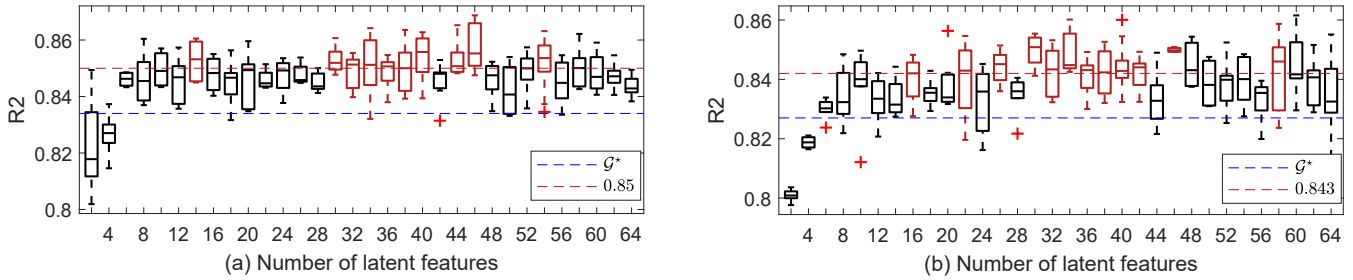 R2
0.86
0.84
0.82
0.8
𝒢⋆
0.85
4 8 12 16 20 24 28 32 36 40 44 48 52 56 60 64
(a) Number of latent features
R2
0.86
0.84
0.82
0.8
𝒢⋆
0.843
4 8 12 16 20 24 28 32 36 40 44 48 52 56 60 64
(b) Number of latent features